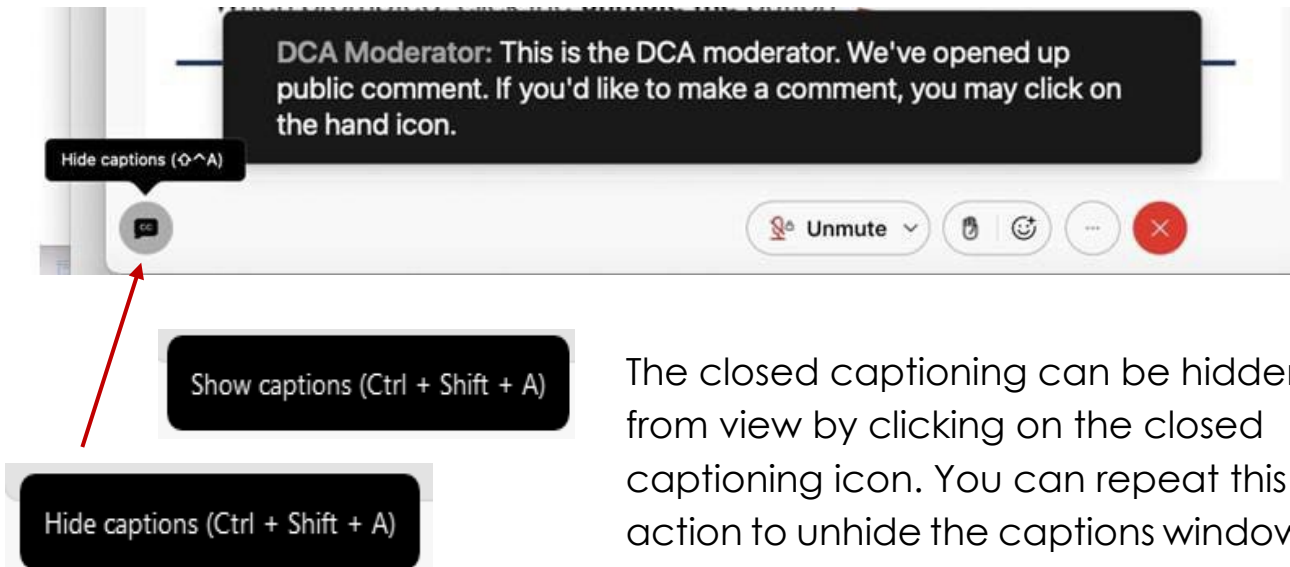 DCA Moderator: This is the DCA moderator. We've opened up
public comment. If you'd like to make a comment, you may click on
the hand icon.
Hide captions (⇧^A)
CC
Unmute
Show captions (Ctrl + Shift + A)
Hide captions (Ctrl + Shift + A)
The closed captioning can be hidden
from view by clicking on the closed
captioning icon. You can repeat this
action to unhide the captions window